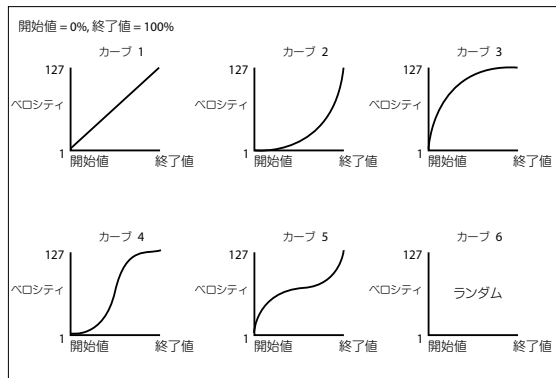 開始値 = 0%, 終了値 = 100%
カーブ 1
127
ベロシティ
1
開始値
終了値
カーブ 2
127
ベロシティ
1
開始値
終了値
カーブ 3
127
ベロシティ
1
開始値
終了値
カーブ 4
127
ベロシティ
1
開始値
終了値
カーブ 5
127
ベロシティ
1
開始値
終了値
カーブ 6
127
ベロシティ
ランダム
1
開始値
終了値